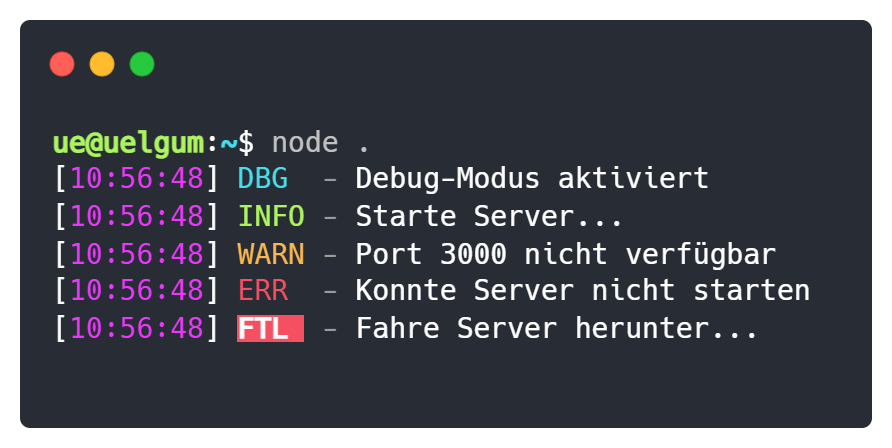 ue@uelgum:~$ node .
[10:56:48] DBG  - Debug-Modus aktiviert
[10:56:48] INFO - Starte Server...
[10:56:48] WARN - Port 3000 nicht verfügbar
[10:56:48] ERR  - Konnte Server nicht starten
[10:56:48] FTL  - Fahre Server herunter...